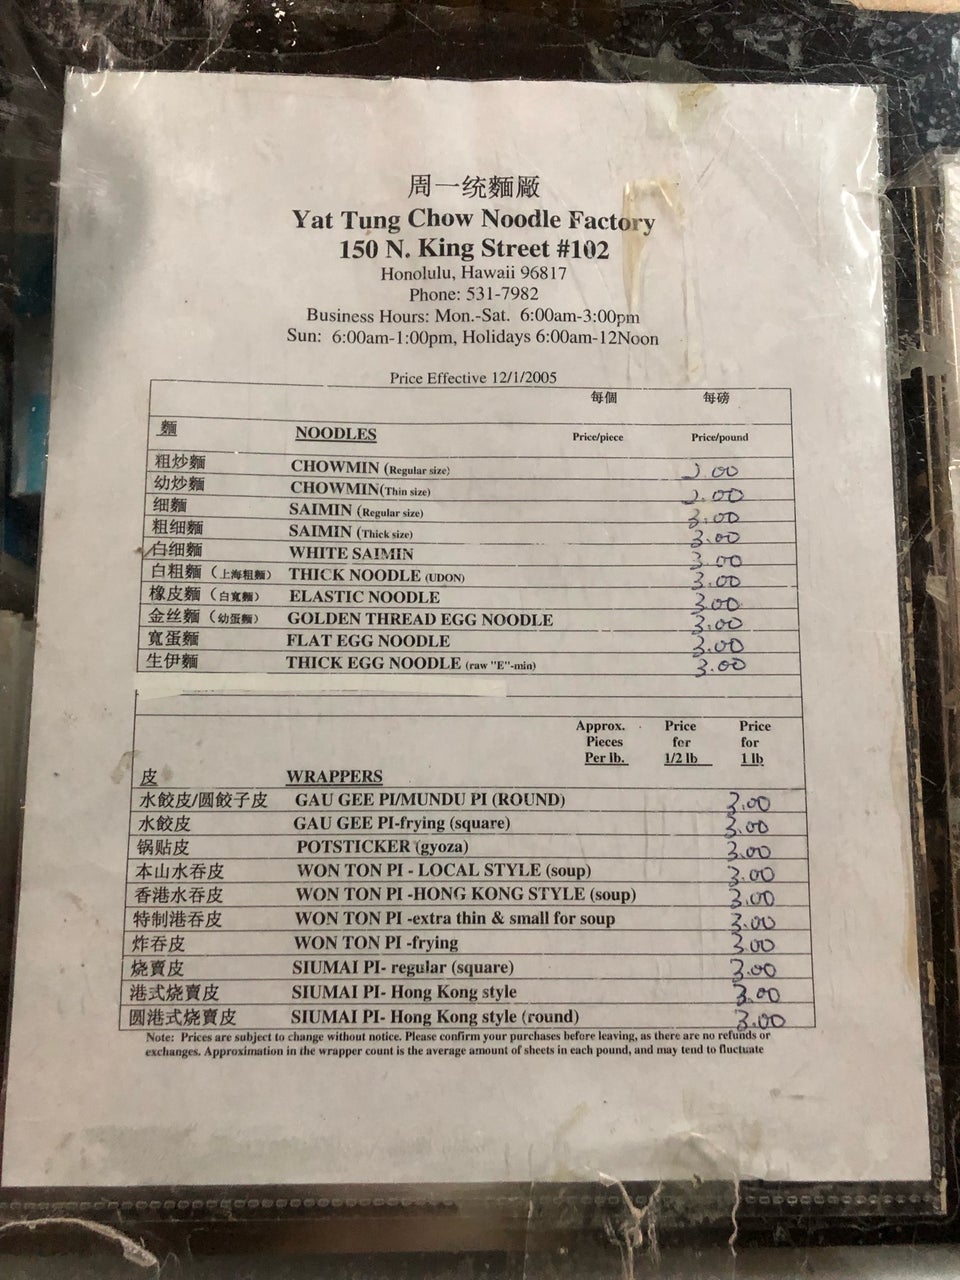 周一统麵厰
Yat Tung Chow Noodle Factory
150 N. King Street #102
Honolulu, Hawaii 96817
Phone: 531-7982
Business Hours: Mon.-Sat. 6:00am-3:00pm
Sun: 6:00am-1:00pm, Holidays 6:00am-12Noon
Price Effective 12/1/2005
每個 每磅
麵 NOODLES Price/piece Price/pound
粗炒麵 CHOWMIN (Regular size) 2.00
幼炒麵 CHOWMIN(Thin size) 2.00
细麵 SAIMIN (Regular size) 3.00
粗细麵 SAIMIN (Thick size) 3.00
白细麵 WHITE SAIMIN 3.00
白粗麵（上海粗麵） THICK NOODLE (UDON) 3.00
橡皮麵（白寬麵） ELASTIC NOODLE 3.00
金丝麵（幼蛋麵） GOLDEN THREAD EGG NOODLE 3.00
寬蛋麵 FLAT EGG NOODLE 3.00
生伊麵 THICK EGG NOODLE (raw "E"-min) 3.00
Approx. Price Price
Pieces for for
Per lb. 1/2 lb 1 lb
皮 WRAPPERS
水餃皮/圆餃子皮 GAU GEE PI/MUNDU PI (ROUND) 3.00
水餃皮 GAU GEE PI-frying (square) 3.00
锅贴皮 POTSTICKER (gyoza) 3.00
本山水吞皮 WON TON PI - LOCAL STYLE (soup) 3.00
香港水吞皮 WON TON PI -HONG KONG STYLE (soup) 3.00
特制港吞皮 WON TON PI -extra thin & small for soup 3.00
炸吞皮 WON TON PI -frying 3.00
烧賣皮 SIUMAI PI- regular (square) 3.00
港式烧賣皮 SIUMAI PI- Hong Kong style 3.00
圆港式烧賣皮 SIUMAI PI- Hong Kong style (round) 3.00
Note: Prices are subject to change without notice. Please confirm your purchases before leaving, as there are no refunds or
exchanges. Approximation in the wrapper count is the average amount of sheets in each pound, and may tend to fluctuate